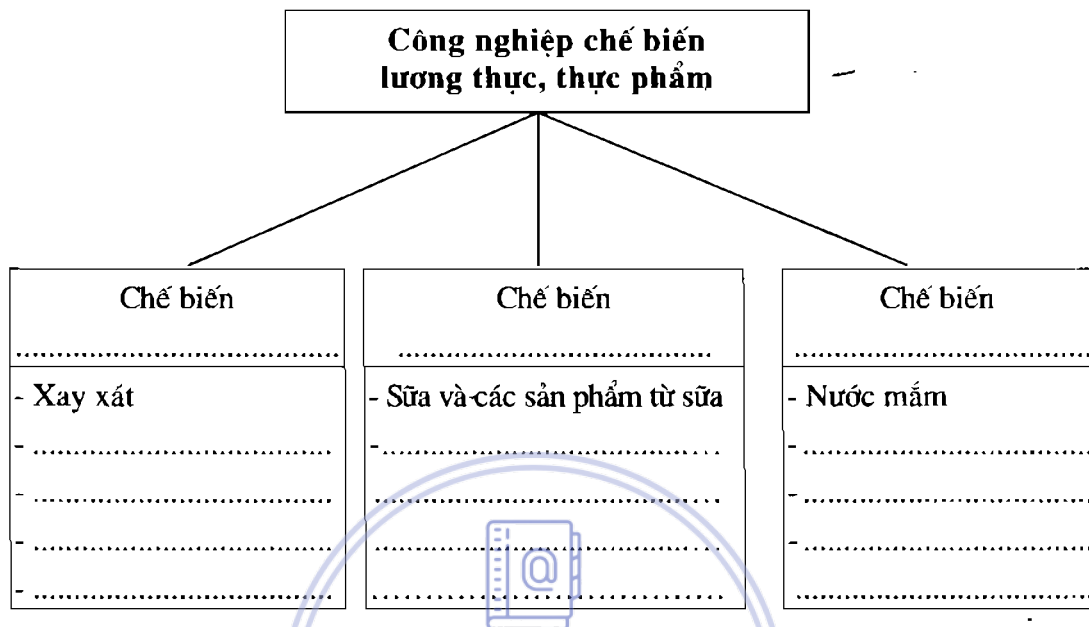 Công nghiệp chế biến
lương thực, thực phẩm
Chế biến
................................................
- Xay xát
- ............................................
- ............................................
- ............................................
- ............................................
Chế biến
................................................
- Sữa và các sản phẩm từ sữa
- ............................................
................................................
................................................
................................................
Chế biến
................................................
- Nước mắm
- ............................................
- ............................................
- ............................................
................................................
@